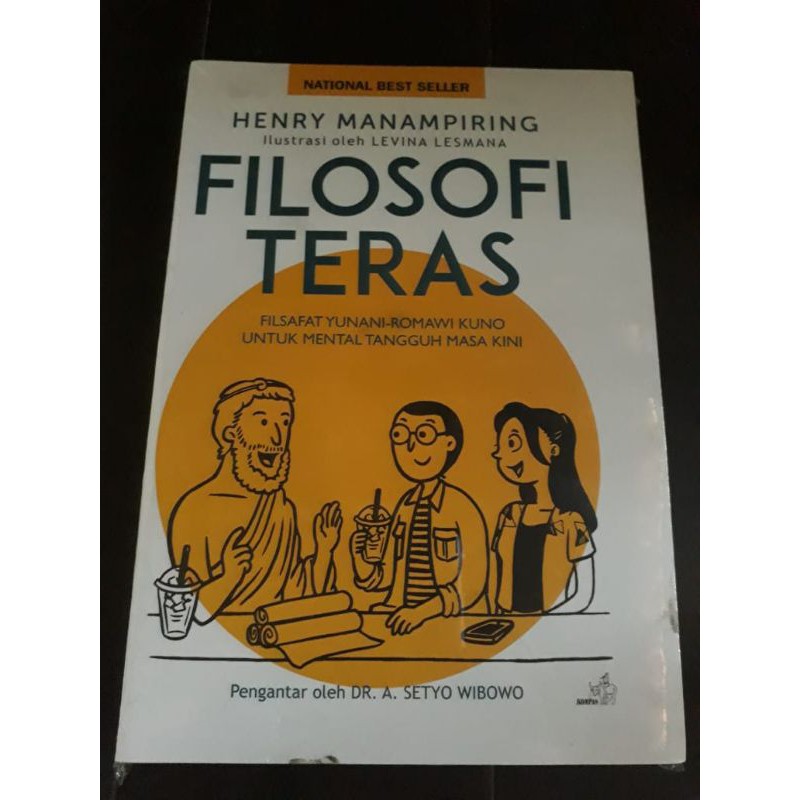 NATIONAL BEST SELLER
HENRY MANAMPIRING
Ilustrasi oleh LEVINA LESMANA
FILOSOFI
TERAS
FILSAFAT YUNANI-ROMAWI KUNO
UNTUK MENTAL TANGGUH MASA KINI
Pengantar oleh DR. A. SETYO WIBOWO